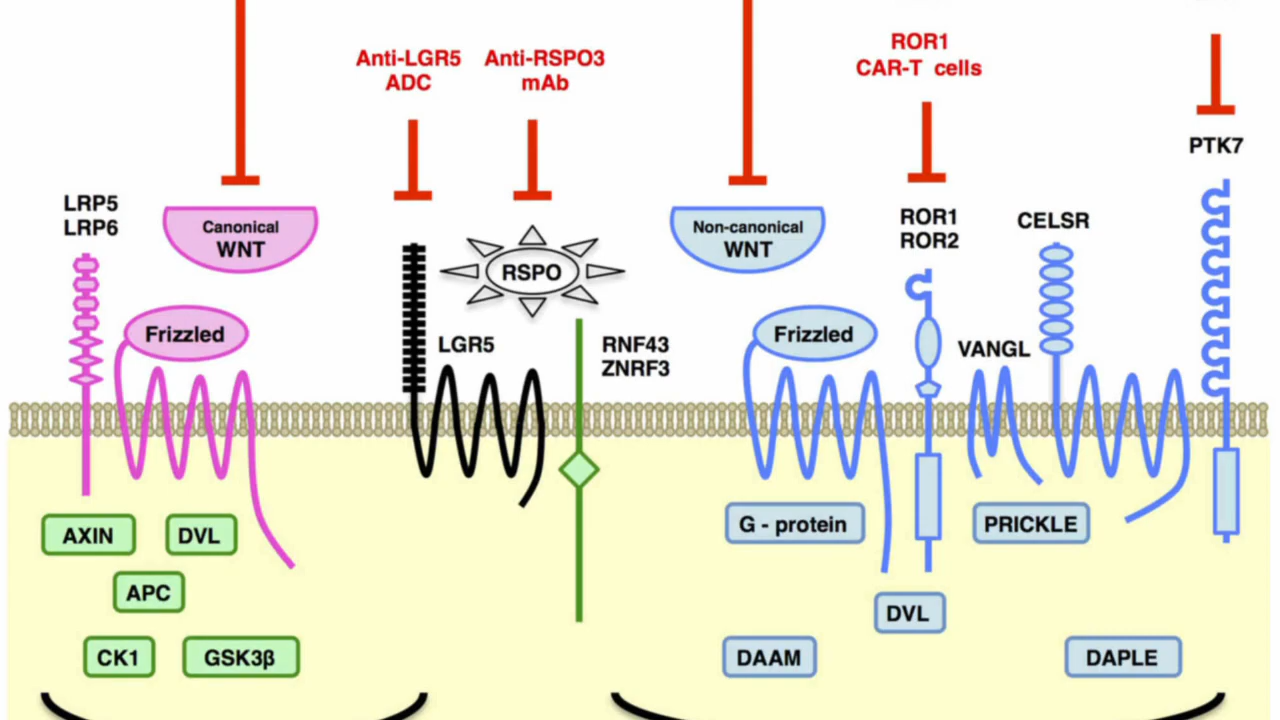 Anti-LGR5
ADC
Anti-RSPO3
mAb
ROR1
CAR-T cells
PTK7
LRP5
LRP6
Canonical
WNT
RSPO
Non-canonical
WNT
ROR1
ROR2
CELSR
Frizzled
LGR5
RNF43
ZNRF3
Frizzled
VANGL
AXIN
DVL
G - protein
PRICKLE
APC
DVL
CK1
GSK3β
DAAM
DAPLE